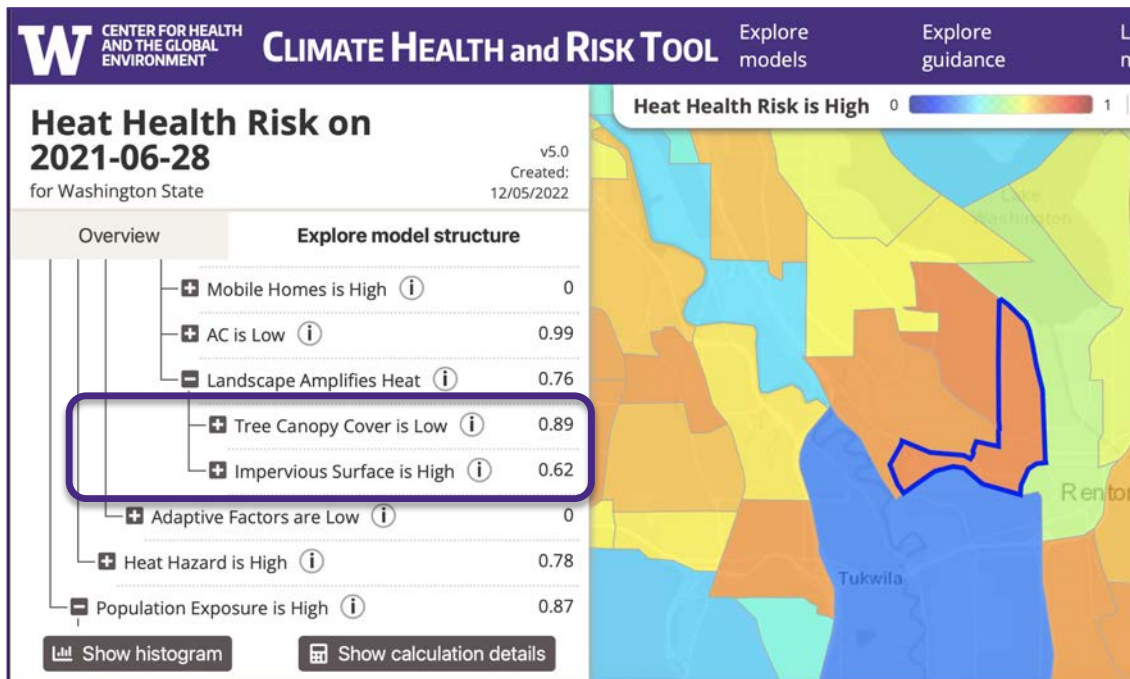 W
CENTER FOR HEALTH
AND THE GLOBAL
ENVIRONMENT
CLIMATE HEALTH and RISK TOOL
Explore
models
Explore
guidance
Heat Health Risk on
2021-06-28
for Washington State
v5.0
Created:
12/05/2022
Heat Health Risk is High 0 1
Overview
Explore model structure
Mobile Homes is High i 0
AC is Low i 0.99
Landscape Amplifies Heat i 0.76
Tree Canopy Cover is Low i 0.89
Impervious Surface is High i 0.62
Adaptive Factors are Low i 0
Heat Hazard is High i 0.78
Population Exposure is High i 0.87
Show histogram
Show calculation details
Lake
Washington
Renton
Tukwila